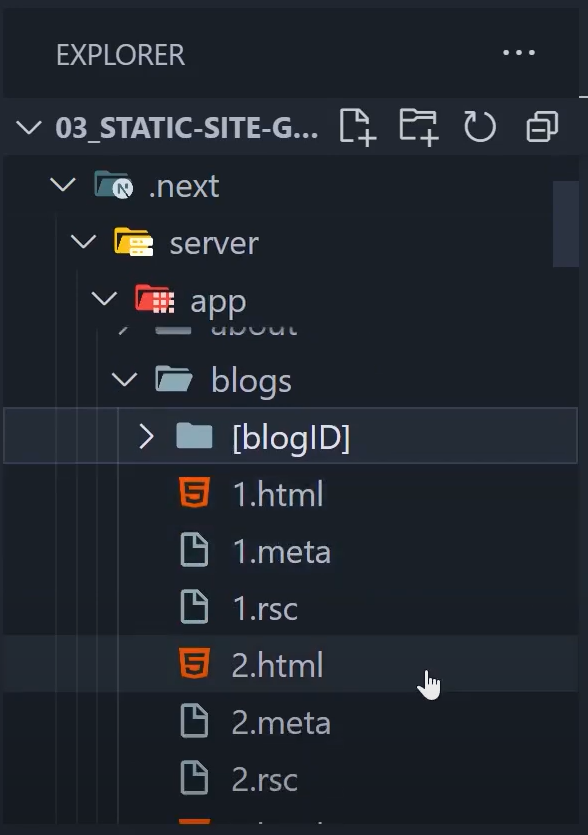 EXPLORER
03_STATIC-SITE-G...
.next
server
app
about
blogs
[blogID]
1.html
1.meta
1.rsc
2.html
2.meta
2.rsc